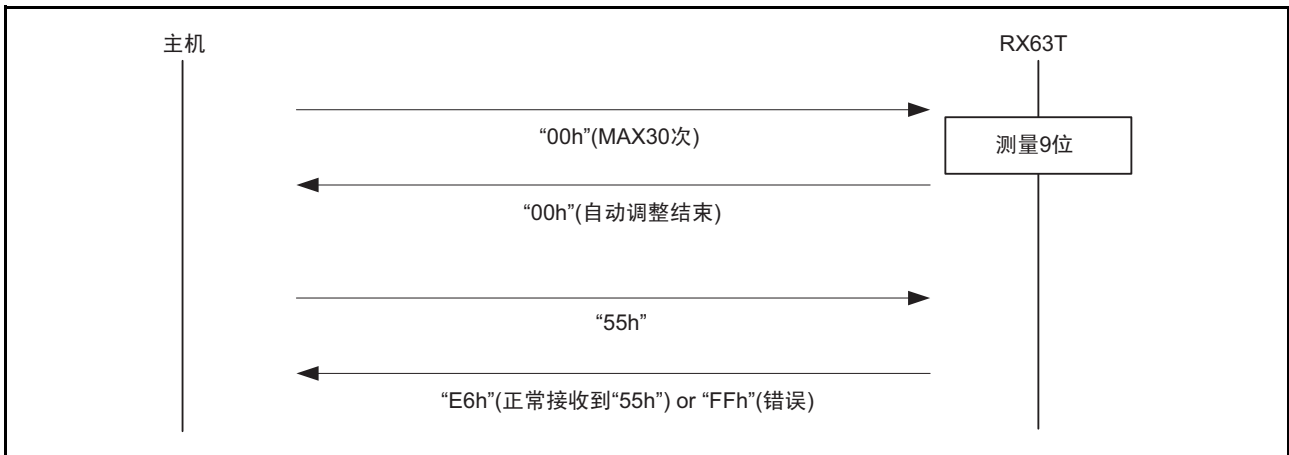 主机
RX63T
“00h”(MAX30次)
测量9位
“00h”(自动调整结束)
“55h”
“E6h”(正常接收到“55h”) or “FFh”(错误)